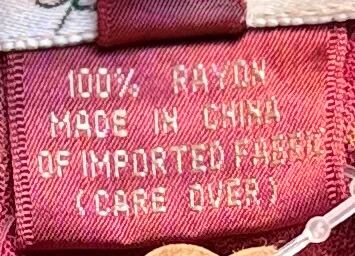 100% RAYON
MADE IN CHINA
OF IMPORTED FABRIC
(CARE OVER)